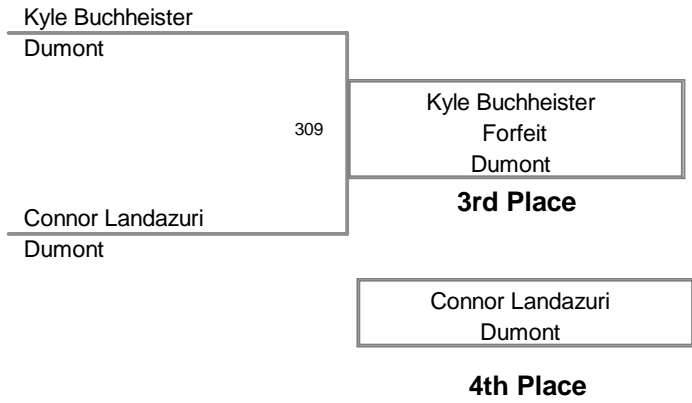 Kyle Buchheister
Dumont
309
Kyle Buchheister
Forfeit
Dumont
3rd Place
Connor Landazuri
Dumont
Connor Landazuri
Dumont
4th Place